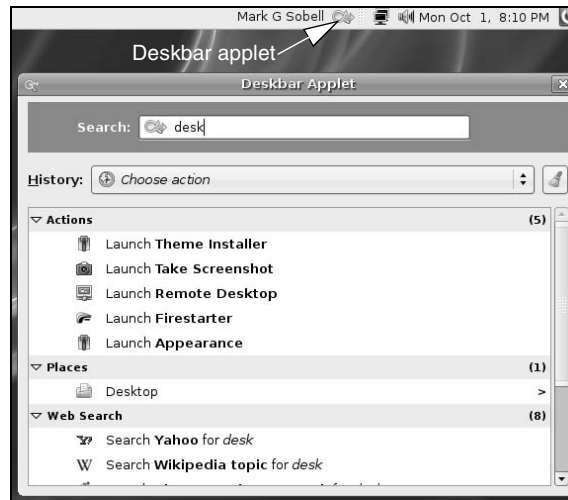 Mark G Sobell Mon Oct 1, 8:10 PM
Deskbar applet
Deskbar Applet
Search: desk
History: Choose action
Actions (5)
Launch Theme Installer
Launch Take Screenshot
Launch Remote Desktop
Launch Firestarter
Launch Appearance
Places (1)
Desktop >
Web Search (8)
Search Yahoo for desk
W Search Wikipedia topic for desk